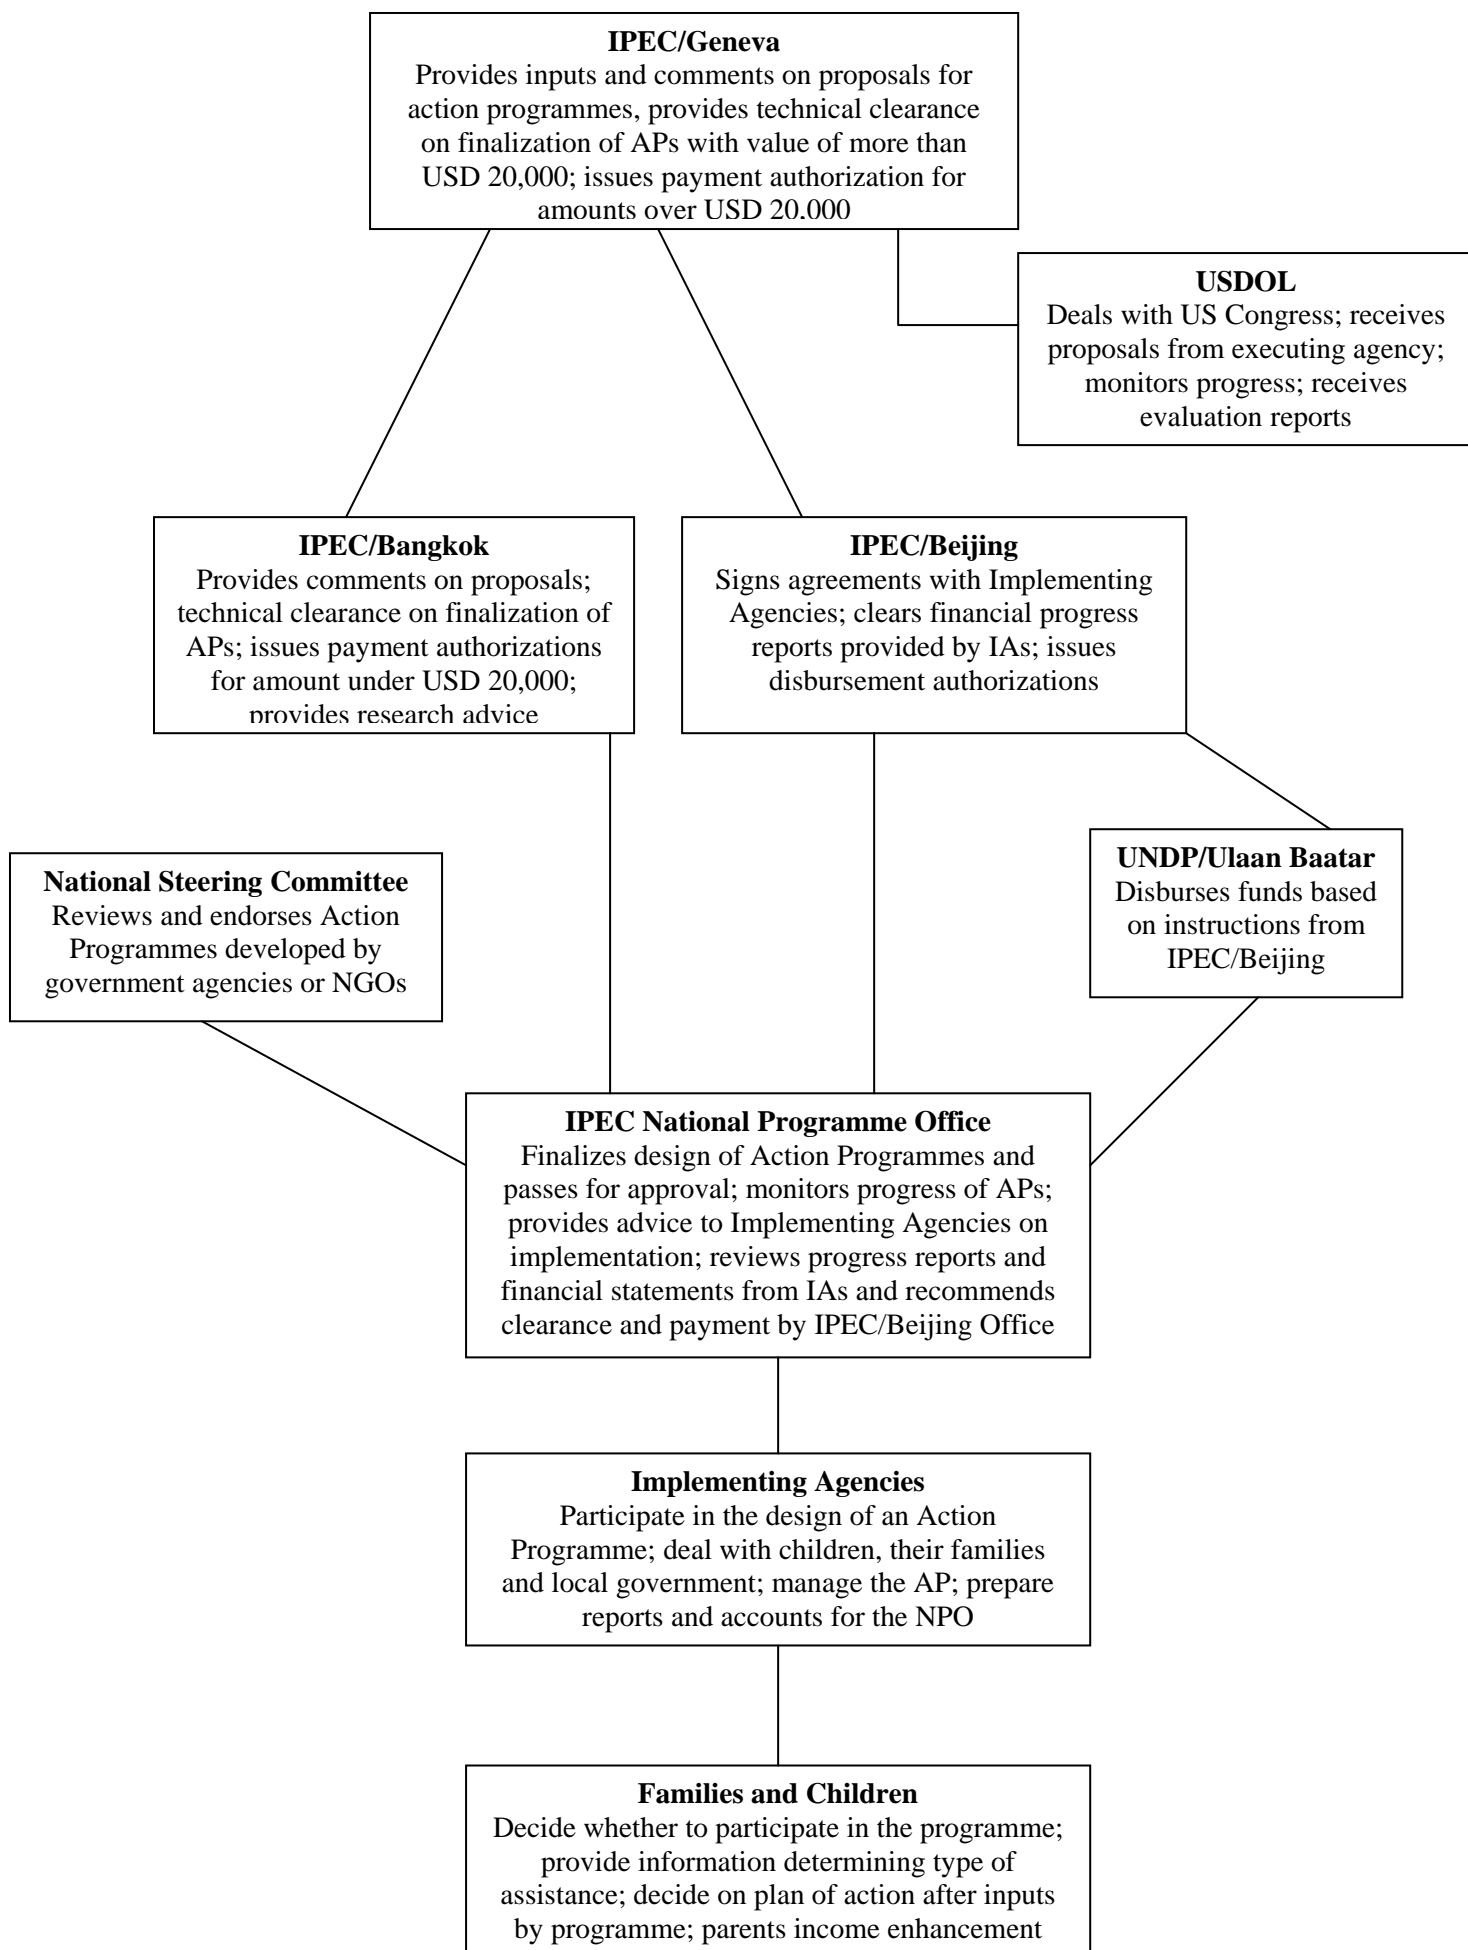 IPEC/Geneva
Provides inputs and comments on proposals for
action programmes, provides technical clearance
on finalization of APs with value of more than
USD 20,000; issues payment authorization for
amounts over USD 20.000
USDOL
Deals with US Congress; receives
proposals from executing agency;
monitors progress; receives
evaluation reports
IPEC/Bangkok
Provides comments on proposals;
technical clearance on finalization of
APs; issues payment authorizations
for amount under USD 20,000;
provides research advice
IPEC/Beijing
Signs agreements with Implementing
Agencies; clears financial progress
reports provided by IAs; issues
disbursement authorizations
National Steering Committee
Reviews and endorses Action
Programmes developed by
government agencies or NGOs
UNDP/Ulaan Baatar
Disburses funds based
on instructions from
IPEC/Beijing
IPEC National Programme Office
Finalizes design of Action Programmes and
passes for approval; monitors progress of APs;
provides advice to Implementing Agencies on
implementation; reviews progress reports and
financial statements from IAs and recommends
clearance and payment by IPEC/Beijing Office
Implementing Agencies
Participate in the design of an Action
Programme; deal with children, their families
and local government; manage the AP; prepare
reports and accounts for the NPO
Families and Children
Decide whether to participate in the programme;
provide information determining type of
assistance; decide on plan of action after inputs
by programme; parents income enhancement